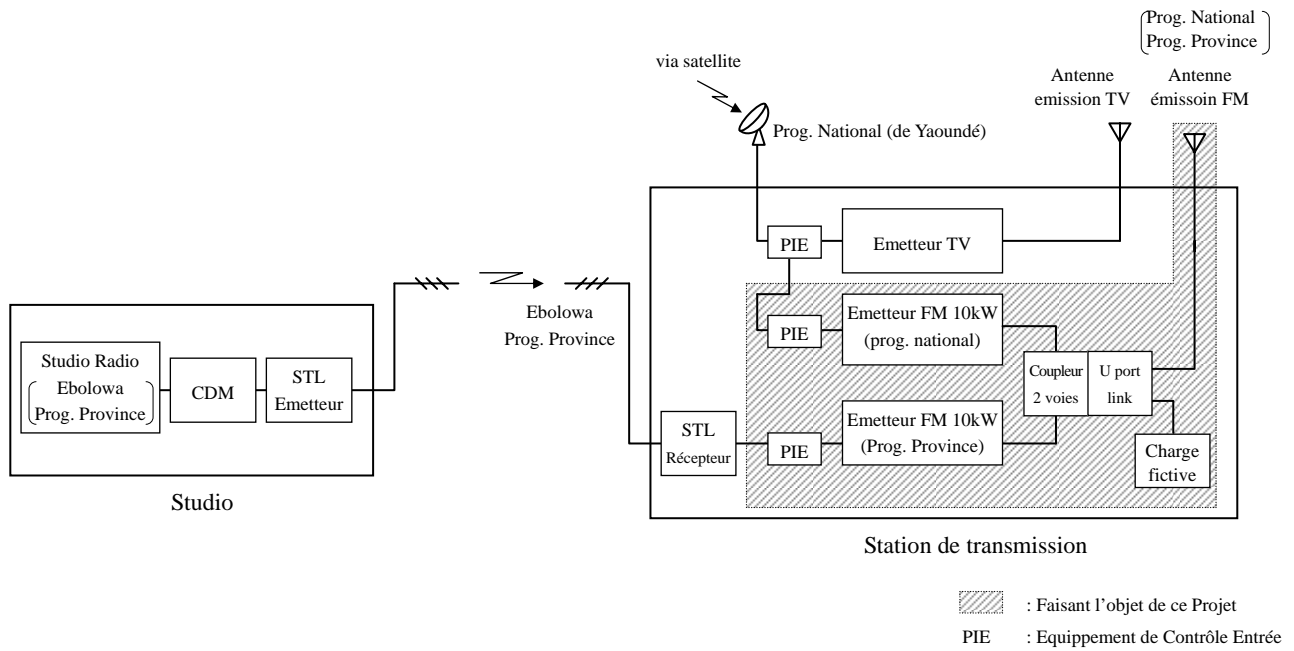 Prog. National
Prog. Province
via satellite
Antenne
emission TV
Antenne
émissoin FM
Prog. National (de Yaoundé)
PIE
Emetteur TV
Ebolowa
Prog. Province
PIE
Emetteur FM 10kW
(prog. national)
Studio Radio
Ebolowa
Prog. Province
CDM
STL
Emetteur
Coupleur
2 voies
U port
link
STL
Récepteur
PIE
Emetteur FM 10kW
(Prog. Province)
Charge
fictive
Studio
Station de transmission
: Faisant l'objet de ce Projet
PIE : Equippement de Contrôle Entrée